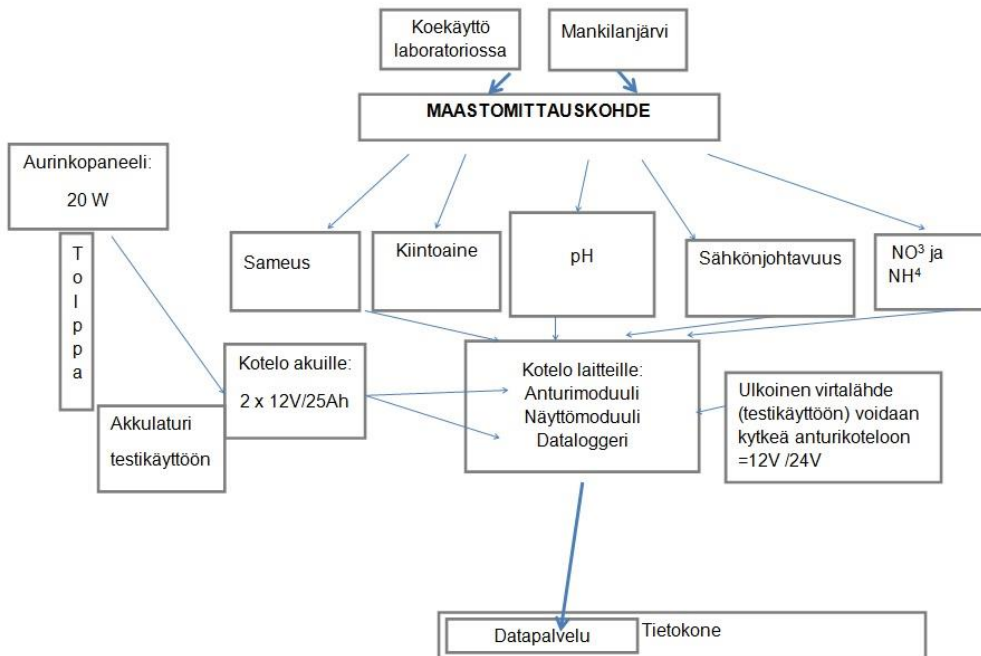 Koekäyttö
laboratoriossa
Mankilanjärvi
MAASTOMITTAUSKOHDE
Aurinkopaneeli:
20 W
Tolppa
Sameus
Kiintoaine
pH
Sähkönjohtavuus
NO³ ja
NH⁴
Kotelo akuille:
2 x 12V/25Ah
Akkulaturi
testikäyttöön
Kotelo laitteille:
Anturimoduuli
Näyttömoduuli
Dataloggeri
Ulkoinen virtalähde
(testikäyttöön) voidaan
kytkeä anturikoteloon
=12V /24V
Datapalvelu
Tietokone